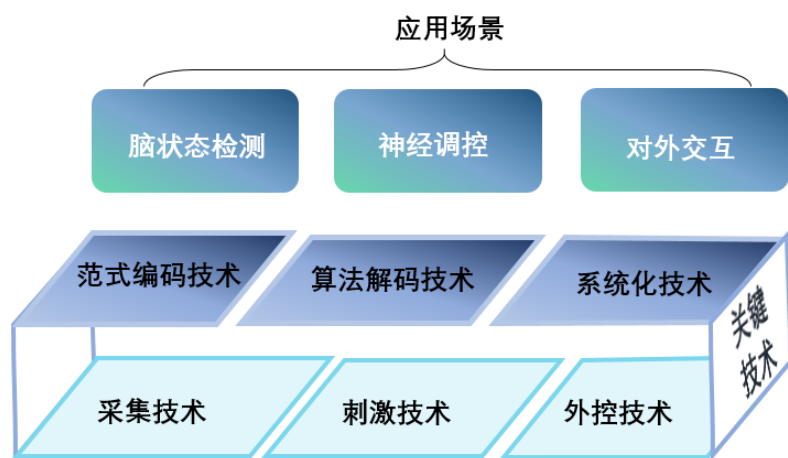 应用场景
脑状态检测
神经调控
对外交互
范式编码技术
算法解码技术
系统化技术
关键
技术
采集技术
刺激技术
外控技术